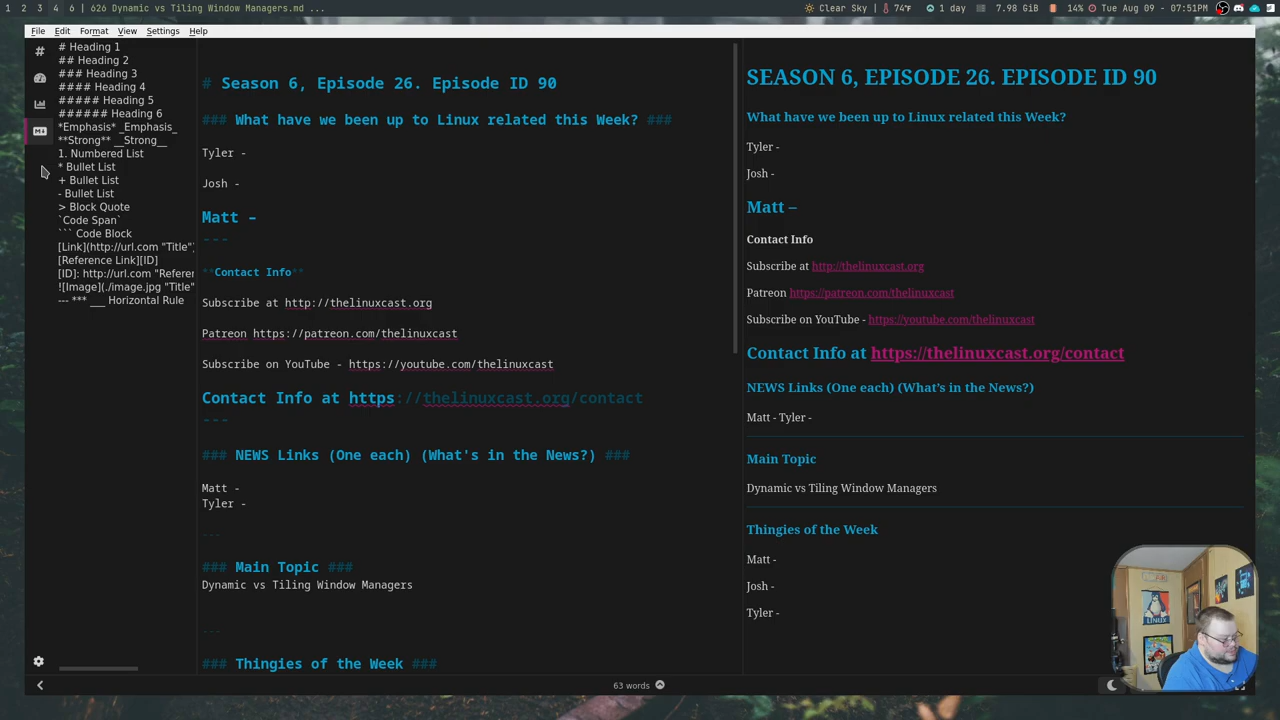 1 2 3 4 6 | 626 Dynamic vs Tiling Window Managers.md ...
Clear Sky | 74°F 1 day 7.98 GiB 14% Tue Aug 09 - 07:51PM
File Edit Format View Settings Help
# Heading 1
## Heading 2
### Heading 3
#### Heading 4
##### Heading 5
###### Heading 6
*Emphasis* _Emphasis_
**Strong** __Strong__
1. Numbered List
* Bullet List
+ Bullet List
- Bullet List
> Block Quote
`Code Span`
``` Code Block
[Link](http://url.com "Title")
[Reference Link][ID]
[ID]: http://url.com "Refere
![Image](./image.jpg "Title"
--- *** ___ Horizontal Rule
# Season 6, Episode 26. Episode ID 90
### What have we been up to Linux related this Week? ###
Tyler -
Josh -
Matt –
---
**Contact Info**
Subscribe at http://thelinuxcast.org
Patreon https://patreon.com/thelinuxcast
Subscribe on YouTube - https://youtube.com/thelinuxcast
Contact Info at https://thelinuxcast.org/contact
---
### NEWS Links (One each) (What's in the News?) ###
Matt -
Tyler -
---
### Main Topic ###
Dynamic vs Tiling Window Managers
---
### Thingies of the Week ###
63 words
SEASON 6, EPISODE 26. EPISODE ID 90
What have we been up to Linux related this Week?
Tyler -
Josh -
Matt –
Contact Info
Subscribe at http://thelinuxcast.org
Patreon https://patreon.com/thelinuxcast
Subscribe on YouTube - https://youtube.com/thelinuxcast
Contact Info at https://thelinuxcast.org/contact
NEWS Links (One each) (What's in the News?)
Matt - Tyler -
Main Topic
Dynamic vs Tiling Window Managers
Thingies of the Week
Matt -
Josh -
Tyler -
LINUX